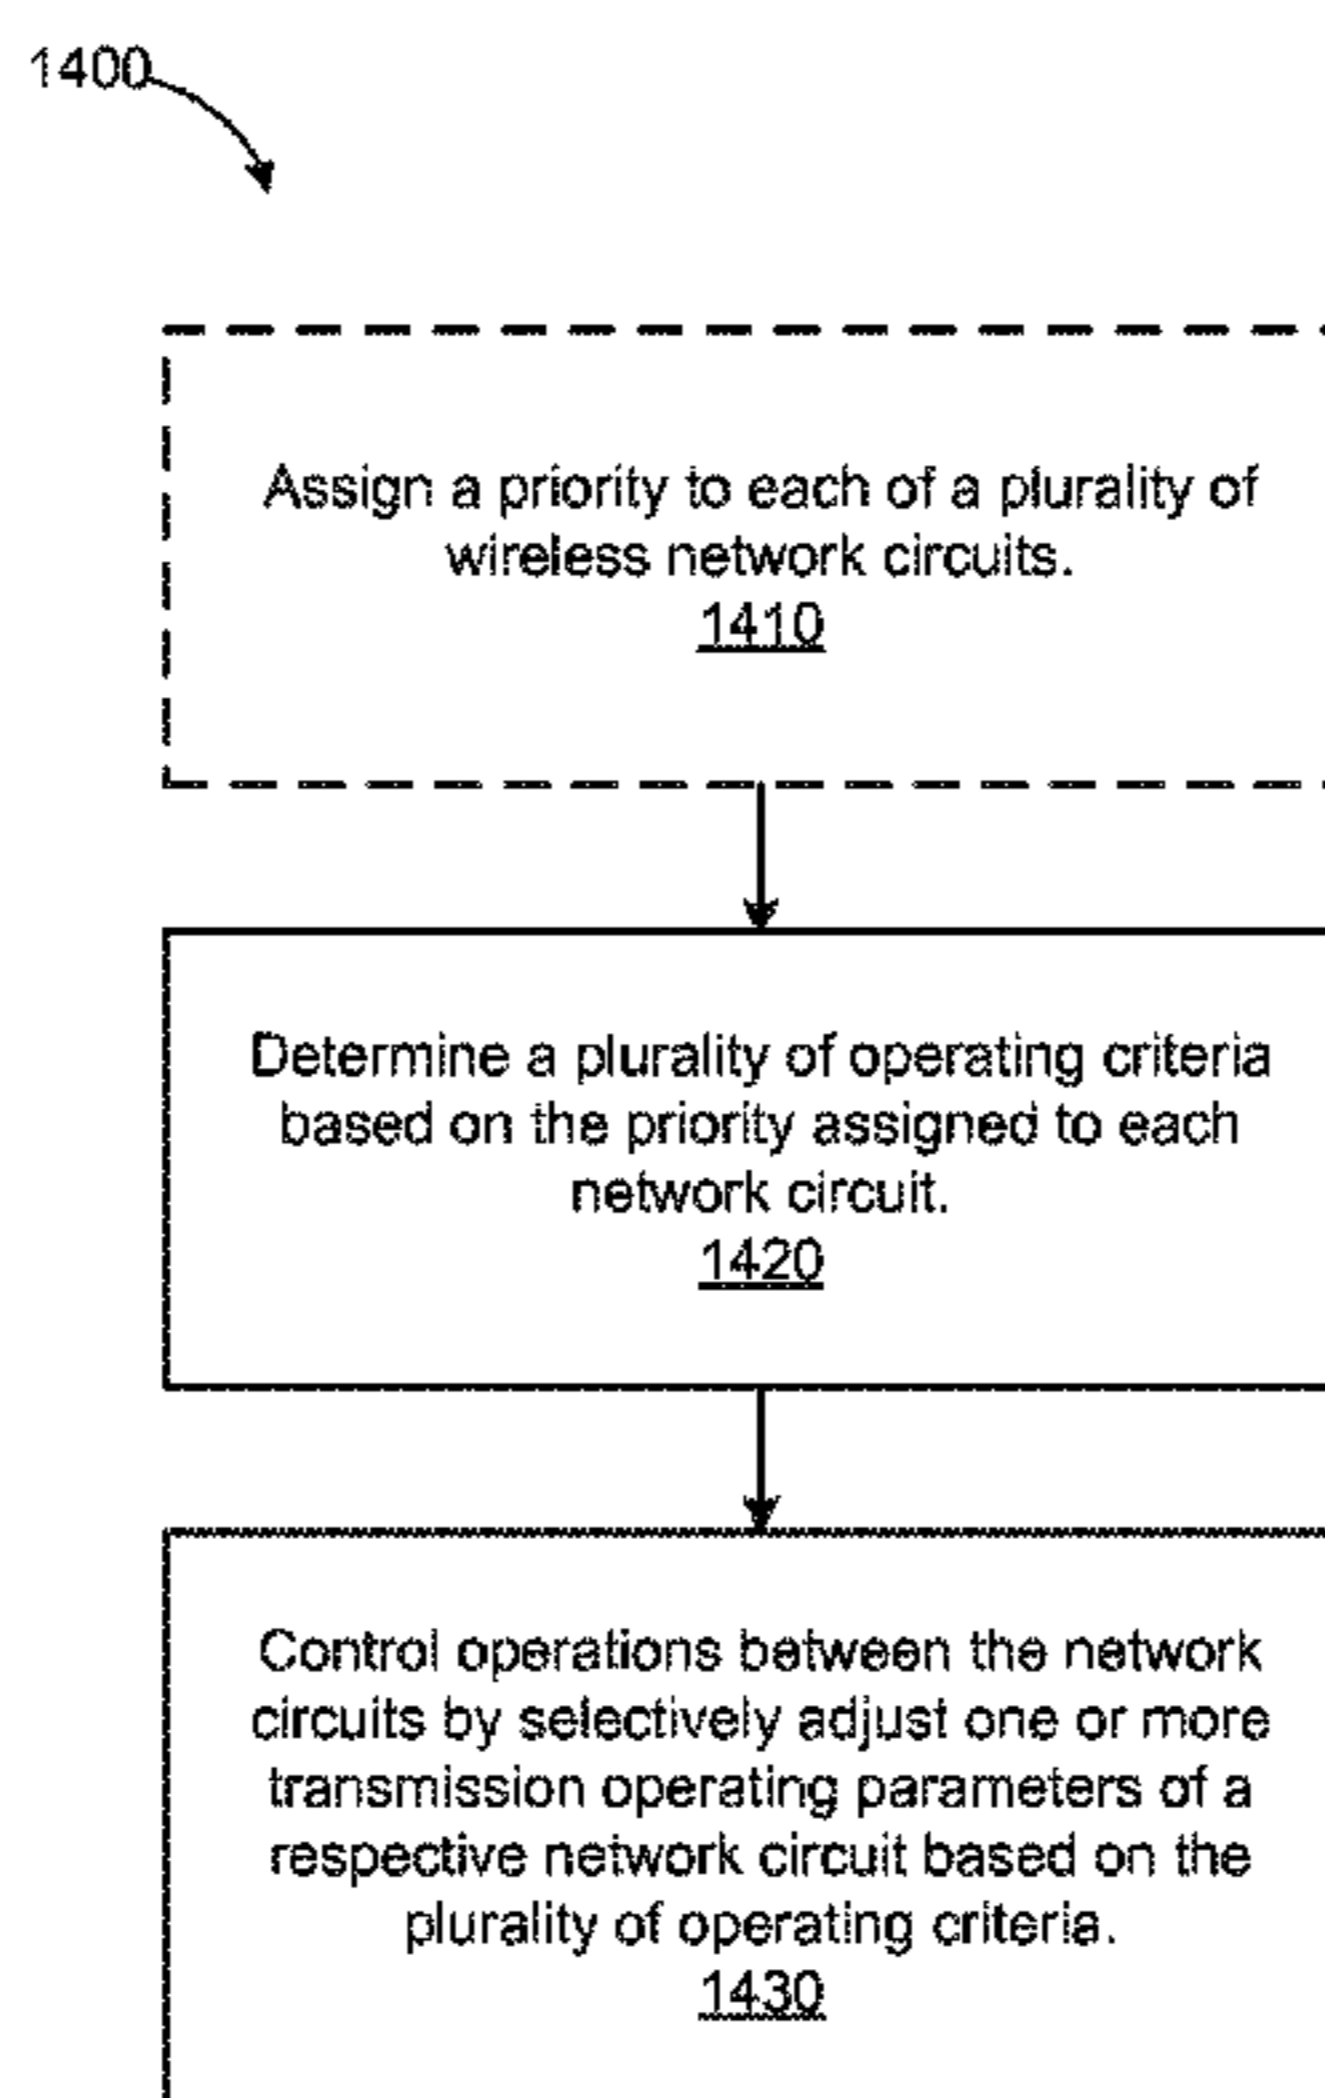 1400
Assign a priority to each of a plurality of
wireless network circuits.
1410
Determine a plurality of operating criteria
based on the priority assigned to each
network circuit.
1420
Control operations between the network
circuits by selectively adjust one or more
transmission operating parameters of a
respective network circuit based on the
plurality of operating criteria.
1430